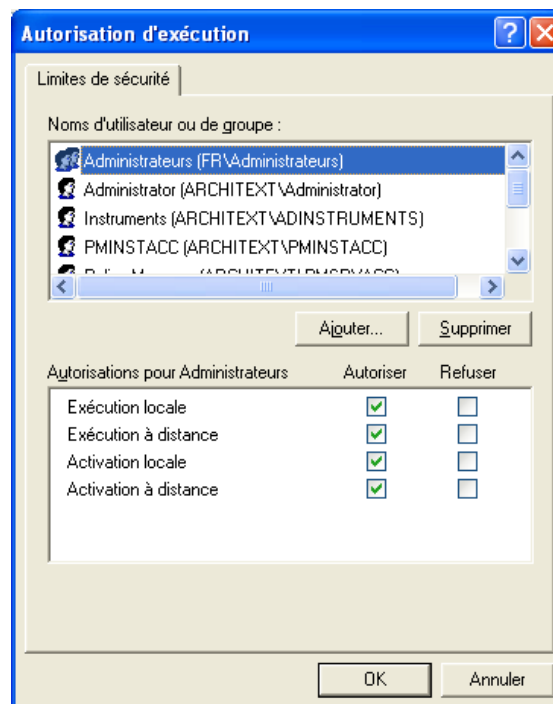 Autorisation d'exécution
Limites de sécurité
Noms d'utilisateur ou de groupe :
Administrateurs (FR\Administrateurs)
Administrator (ARCHITEXT\Administrator)
Instruments (ARCHITEXT\ADINSTRUMENTS)
PMINSTACC (ARCHITEXT\PMINSTACC)
Ajouter... Supprimer
Autorisations pour Administrateurs Autoriser Refuser
Exécution locale
Exécution à distance
Activation locale
Activation à distance
OK Annuler